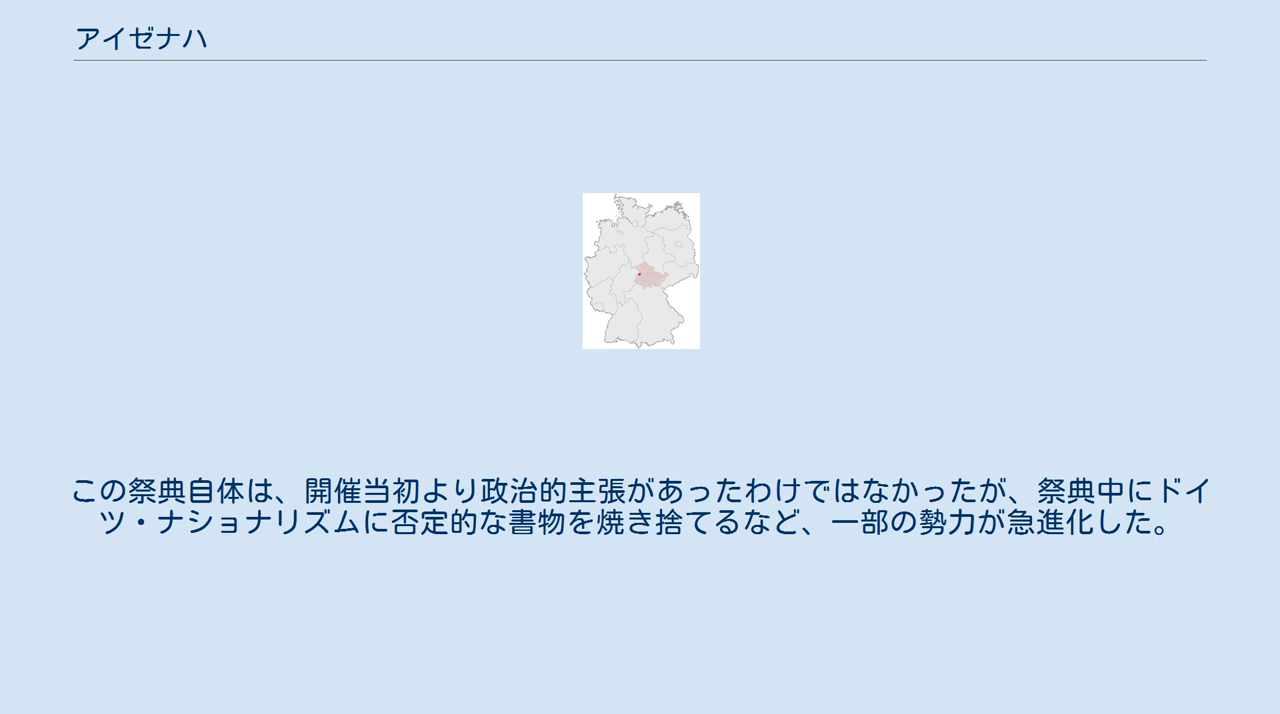 アイゼナハ
この祭典自体は、開催当初より政治的主張があったわけではなかったが、祭典中にドイ
ツ・ナショナリズムに否定的な書物を焼き捨てるなど、一部の勢力が急進化した。